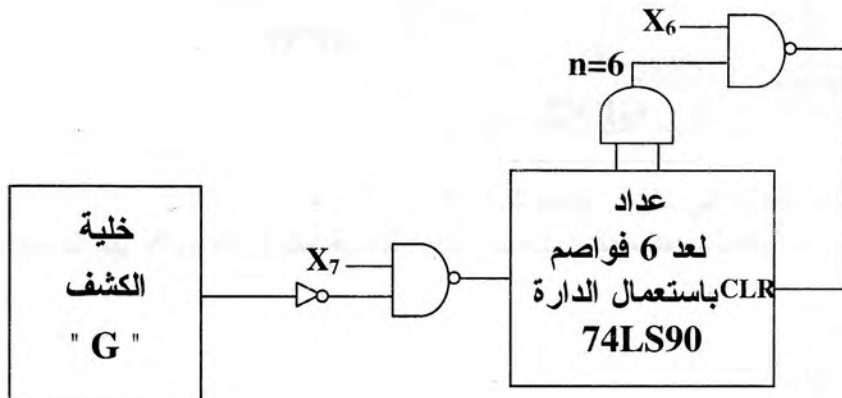 X6
n=6
عداد
لعد 6 فواصم
باستعمال الدارة CLR
74LS90
X7
خلية
الكشف
" G "